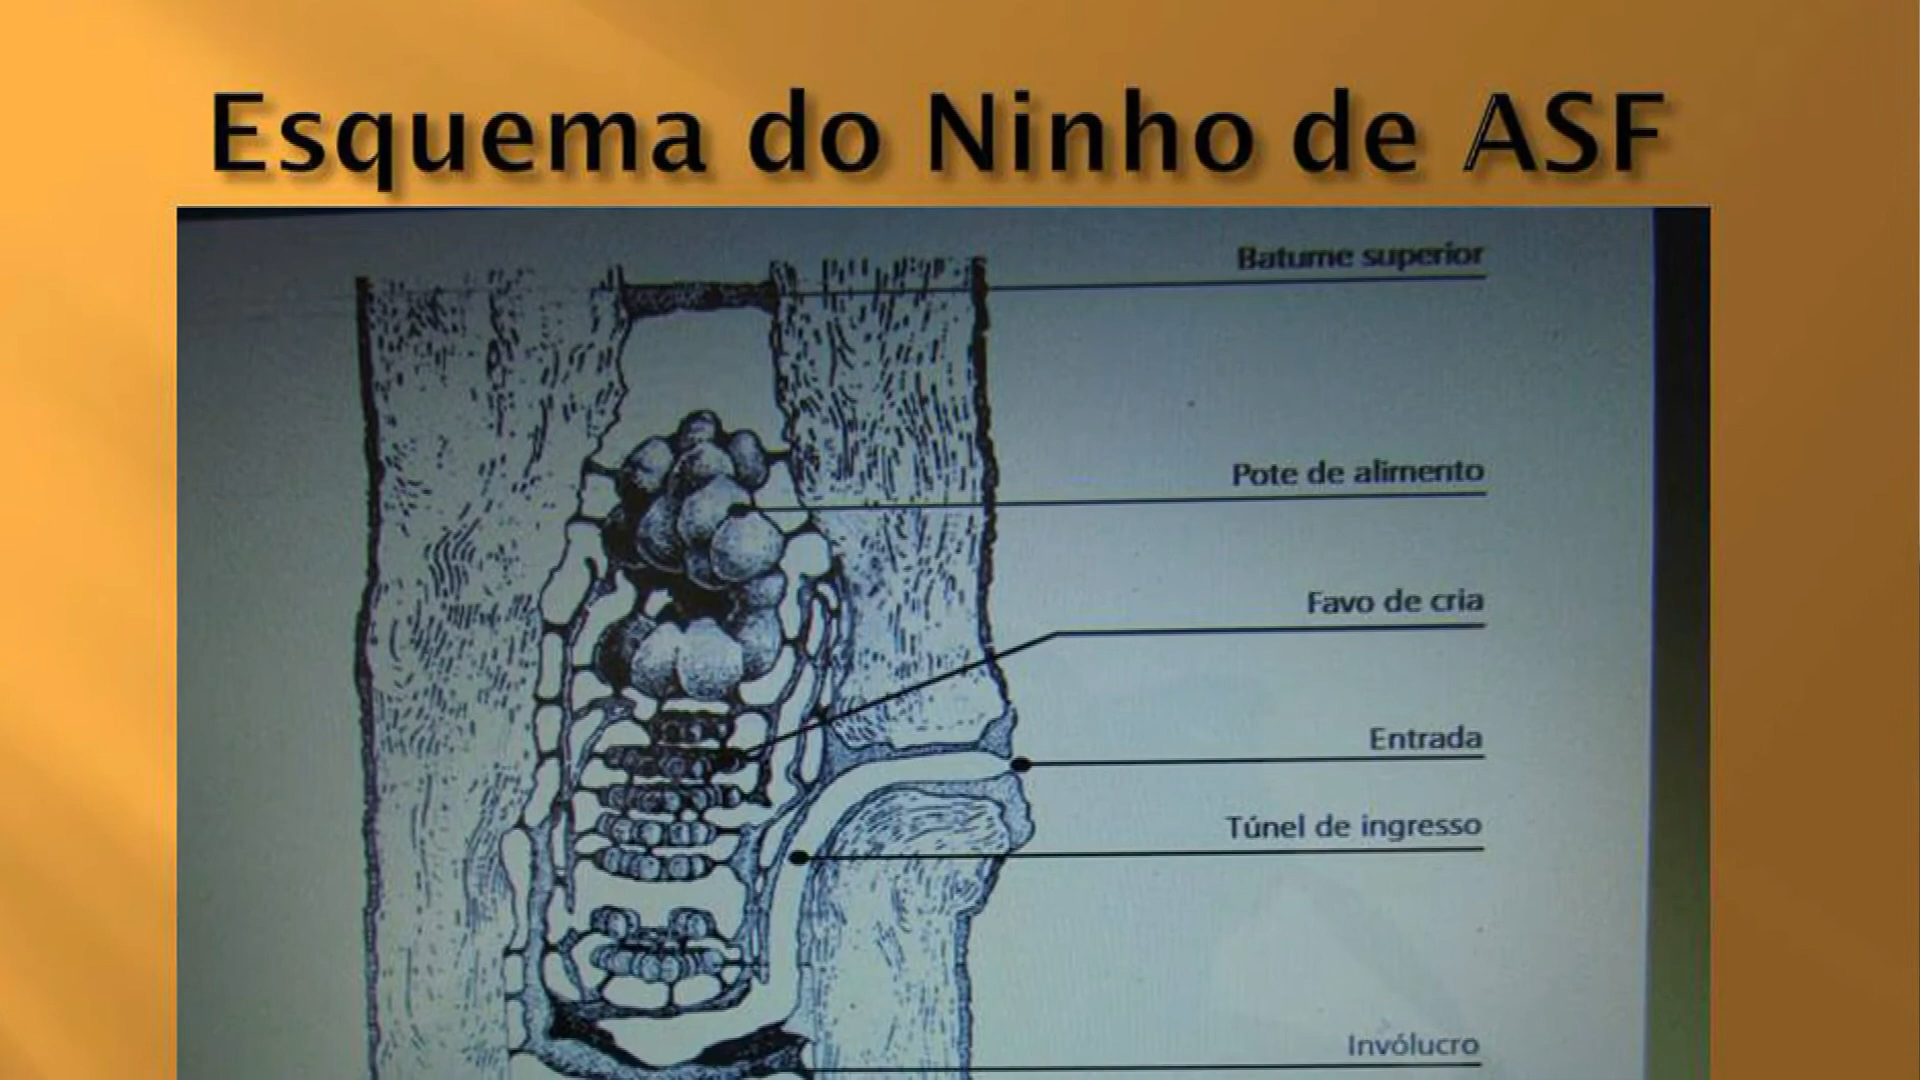 Esquema do Ninho de ASF
Batume superior
Pote de alimento
Favo de cria
Entrada
Túnel de ingresso
Invólucro